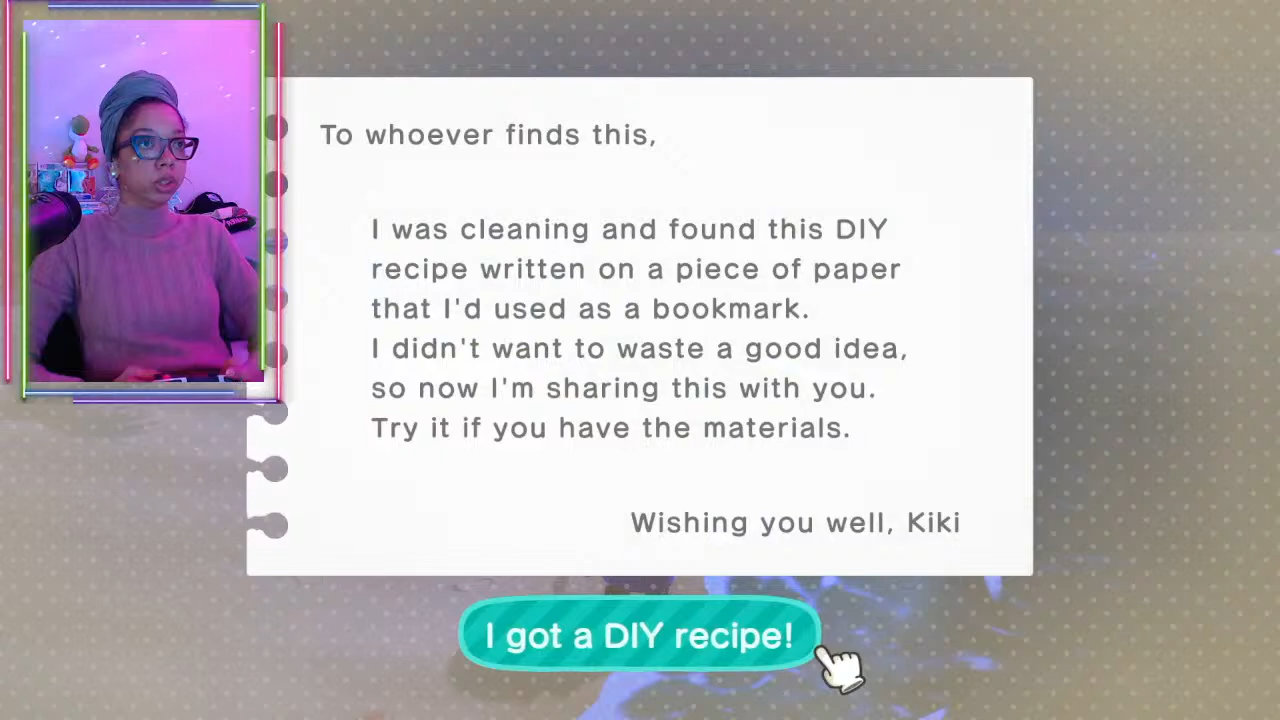 To whoever finds this,
I was cleaning and found this DIY
recipe written on a piece of paper
that I'd used as a bookmark.
I didn't want to waste a good idea,
so now I'm sharing this with you.
Try it if you have the materials.
Wishing you well, Kiki
I got a DIY recipe!